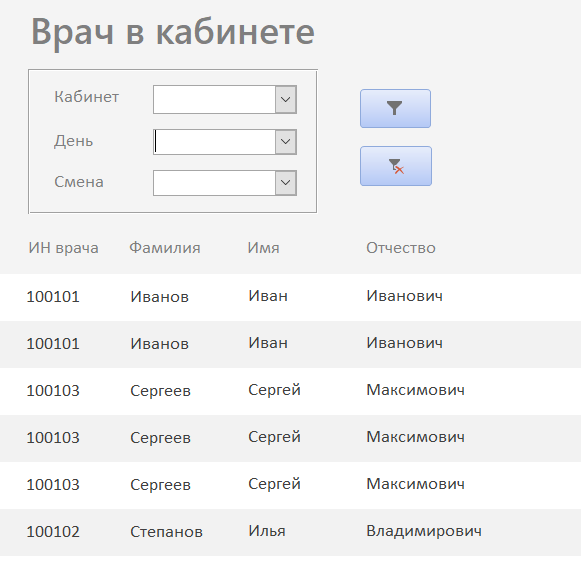 Врач в кабинете
Кабинет
День
Смена
ИН врача Фамилия Имя Отчество
100101 Иванов Иван Иванович
100101 Иванов Иван Иванович
100103 Сергеев Сергей Максимович
100103 Сергеев Сергей Максимович
100103 Сергеев Сергей Максимович
100102 Степанов Илья Владимирович